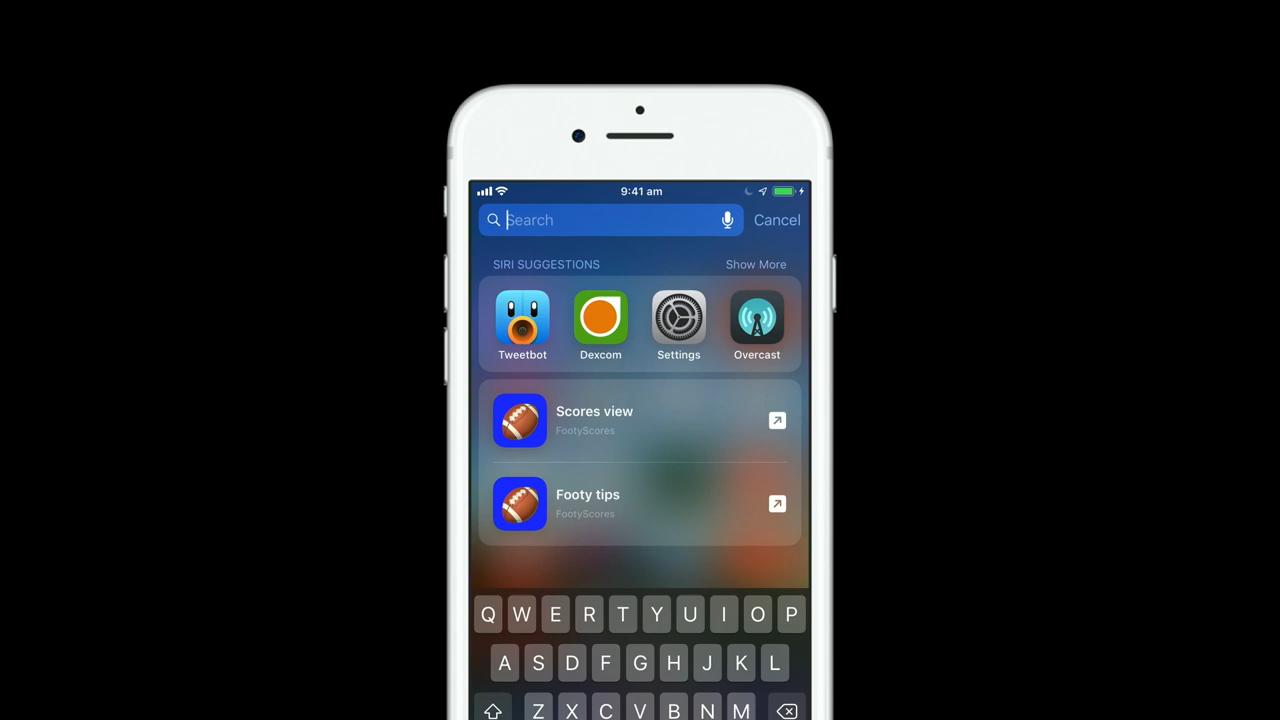 9:41 am
Search
Cancel
SIRI SUGGESTIONS
Show More
Tweetbot
Dexcom
Settings
Overcast
Scores view
FootyScores
Footy tips
FootyScores
Q W E R T Y U I O P
A S D F G H J K L
Z X C V B N M